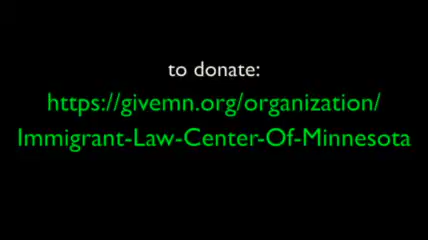 to donate:
https://givemn.org/organization/
Immigrant-Law-Center-Of-Minnesota